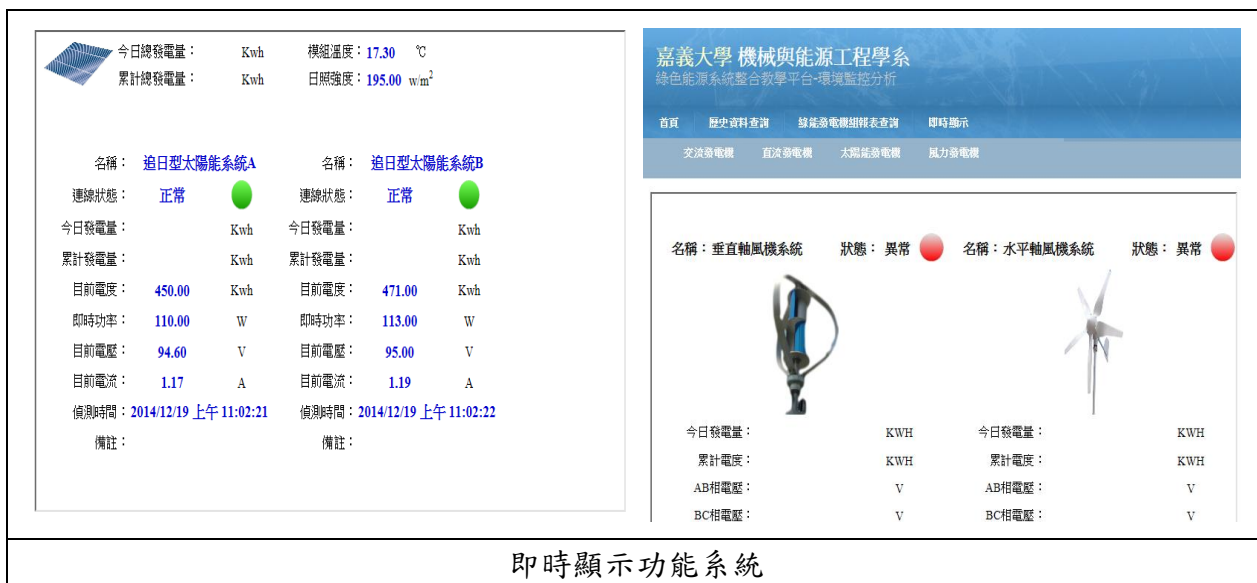 今日總發電量： Kwh 模組溫度：17.30 ℃
累計總發電量： Kwh 日照強度：195.00 w/m²
名稱： 追日型太陽能系統A 名稱： 追日型太陽能系統B
連線狀態： 正常 連線狀態： 正常
今日發電量： Kwh 今日發電量： Kwh
累計發電量： Kwh 累計發電量： Kwh
目前電度： 450.00 Kwh 目前電度： 471.00 Kwh
即時功率： 110.00 W 即時功率： 113.00 W
目前電壓： 94.60 V 目前電壓： 95.00 V
目前電流： 1.17 A 目前電流： 1.19 A
偵測時間：2014/12/19 上午 11:02:21 偵測時間：2014/12/19 上午 11:02:22
備註： 備註：
嘉義大學 機械與能源工程學系
綠色能源系統整合教學平台-環境監控分析
首頁 歷史資料查詢 綠能發電機組報表查詢 即時顯示
交流發電機 直流發電機 太陽能發電機 風力發電機
名稱：垂直軸風機系統 狀態： 異常 名稱：水平軸風機系統 狀態： 異常
今日發電量： KWH 今日發電量： KWH
累計電度： KWH 累計電度： KWH
AB相電壓： V AB相電壓： V
BC相電壓： V BC相電壓： V
即時顯示功能系統